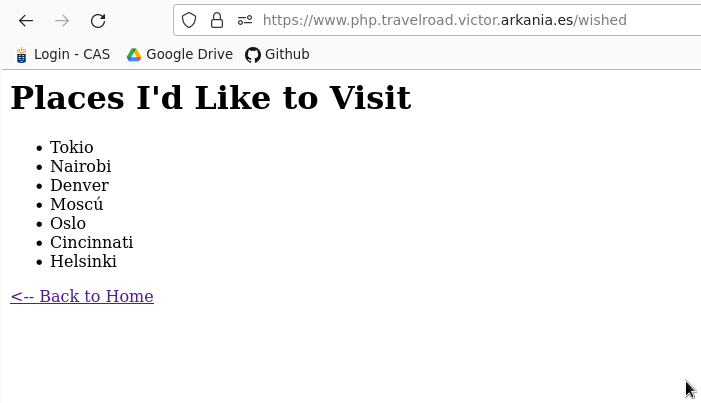 https://www.php.travelroad.victor.arkania.es/wished
Login - CAS Google Drive Github
Places I'd Like to Visit
• Tokio
• Nairobi
• Denver
• Moscú
• Oslo
• Cincinnati
• Helsinki
<-- Back to Home